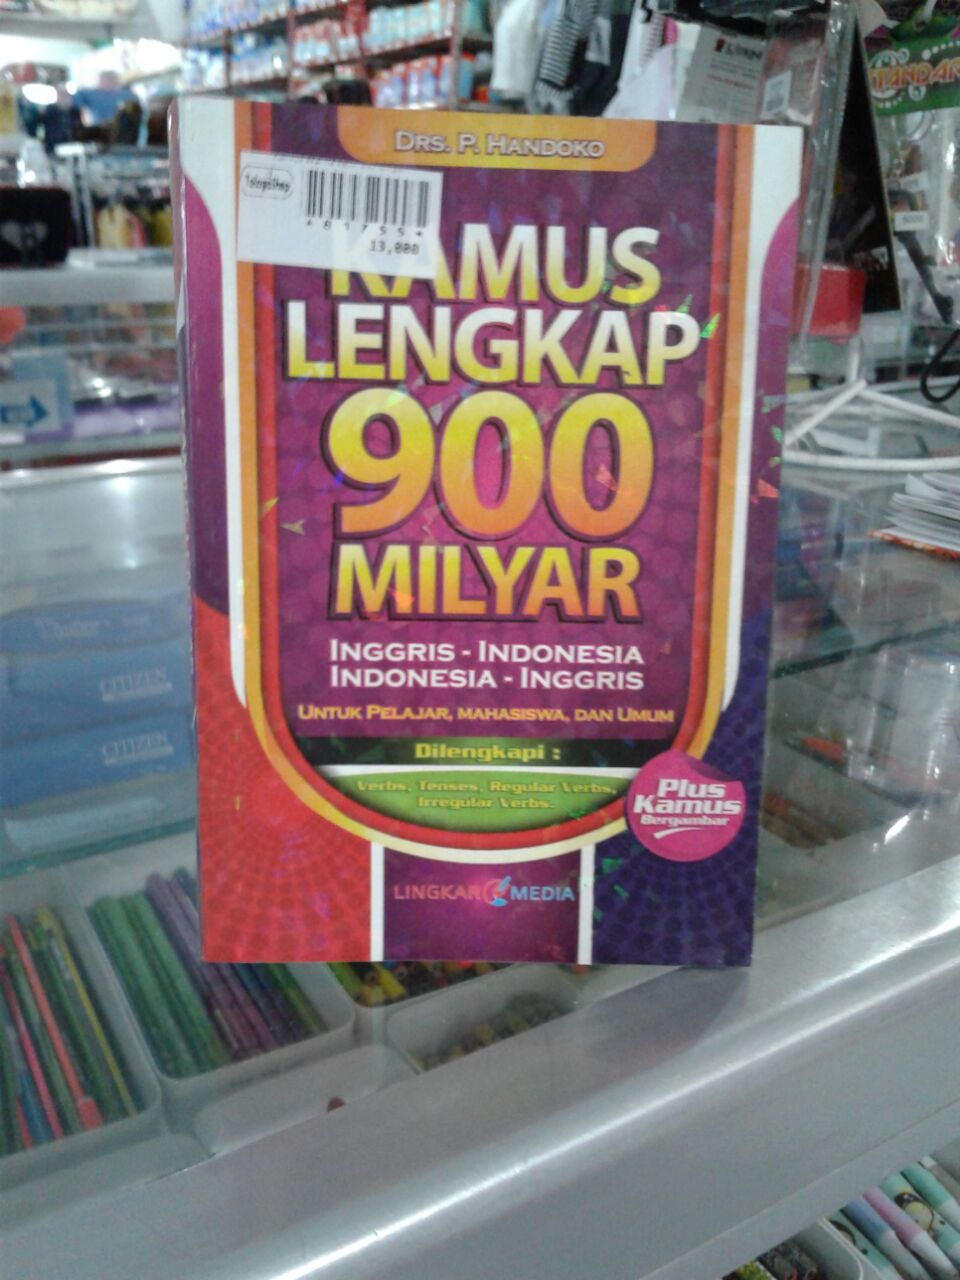 DRS. P. HANDOKO
13,000
KAMUS
LENGKAP
900
MILYAR
INGGRIS - INDONESIA
INDONESIA - INGGRIS
UNTUK PELAJAR, MAHASISWA, DAN UMUM
Dilengkapi :
Verbs, Tenses, Regular Verbs,
Irregular Verbs.
Plus
Kamus
Bergambar
LINGKAR MEDIA
CITIZEN
CITIZEN